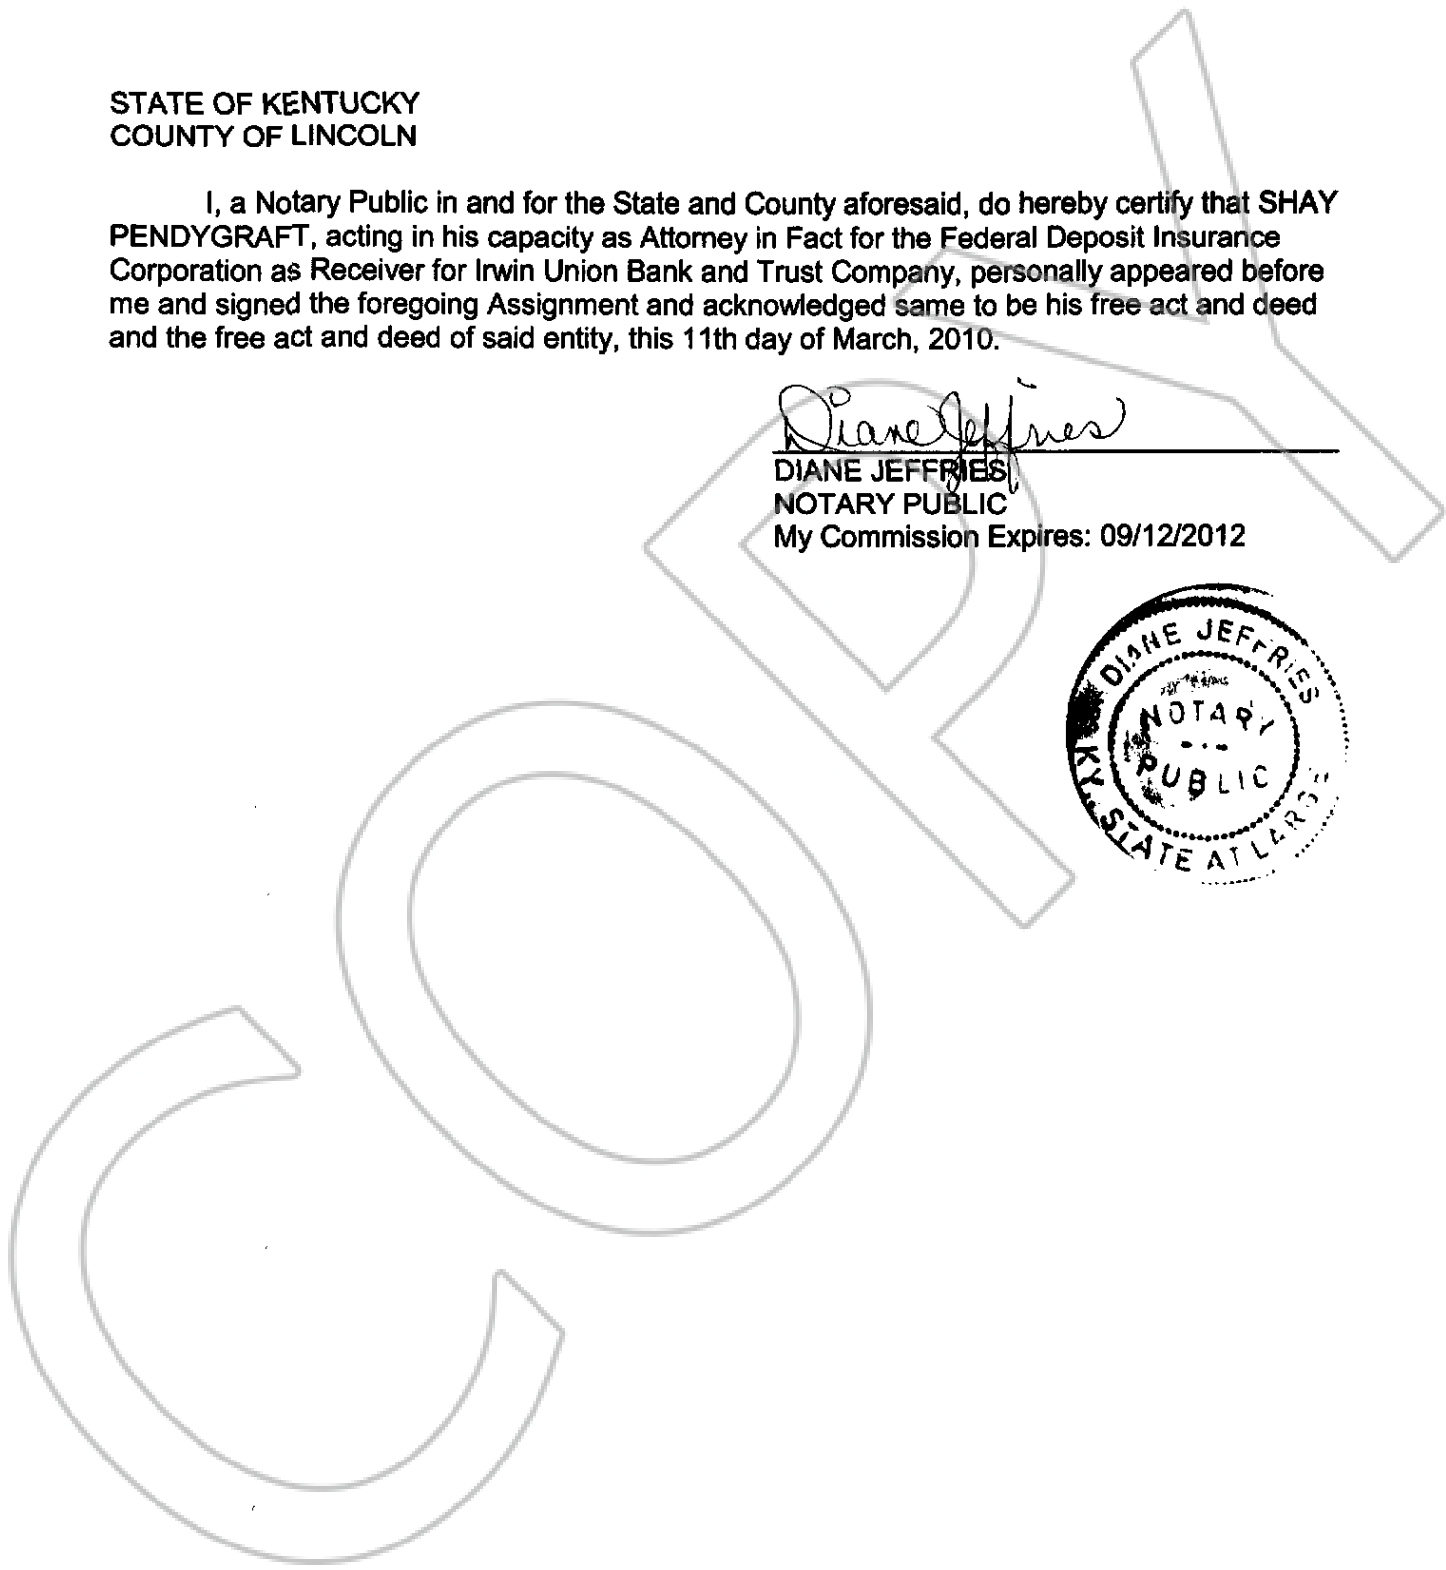 STATE OF KENTUCKY
COUNTY OF LINCOLN
I, a Notary Public in and for the State and County aforesaid, do hereby certify that SHAY
PENDYGRAFT, acting in his capacity as Attorney in Fact for the Federal Deposit Insurance
Corporation as Receiver for Irwin Union Bank and Trust Company, personally appeared before
me and signed the foregoing Assignment and acknowledged same to be his free act and deed
and the free act and deed of said entity, this 11th day of March, 2010.
Diane Jeffries
DIANE JEFFRIES
NOTARY PUBLIC
My Commission Expires: 09/12/2012
DIANE JEFFRIES
NOTARY
PUBLIC
KY. STATE AT LARGE
COPY